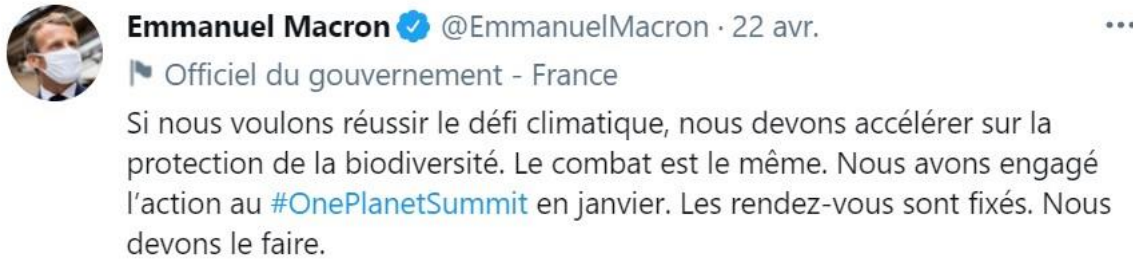 Emmanuel Macron @EmmanuelMacron · 22 avr.
Officiel du gouvernement - France
Si nous voulons réussir le défi climatique, nous devons accélérer sur la
protection de la biodiversité. Le combat est le même. Nous avons engagé
l’action au #OnePlanetSummit en janvier. Les rendez-vous sont fixés. Nous
devons le faire.